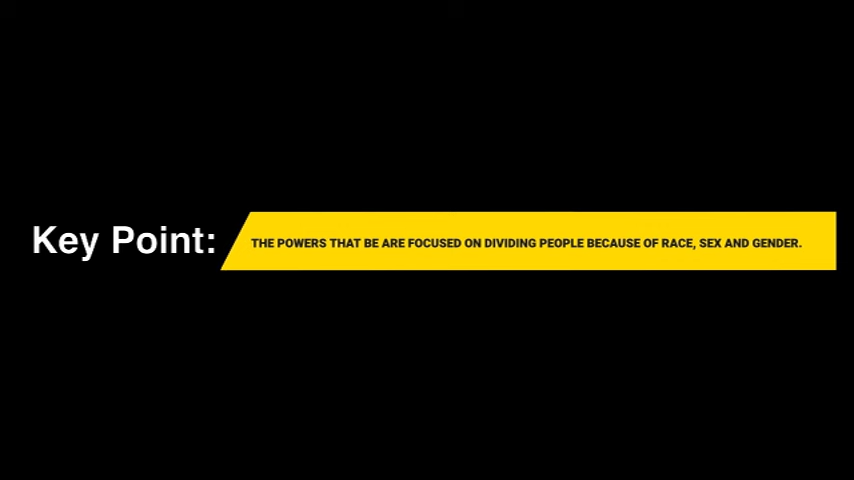 Key Point: THE POWERS THAT BE ARE FOCUSED ON DIVIDING PEOPLE BECAUSE OF RACE, SEX AND GENDER.